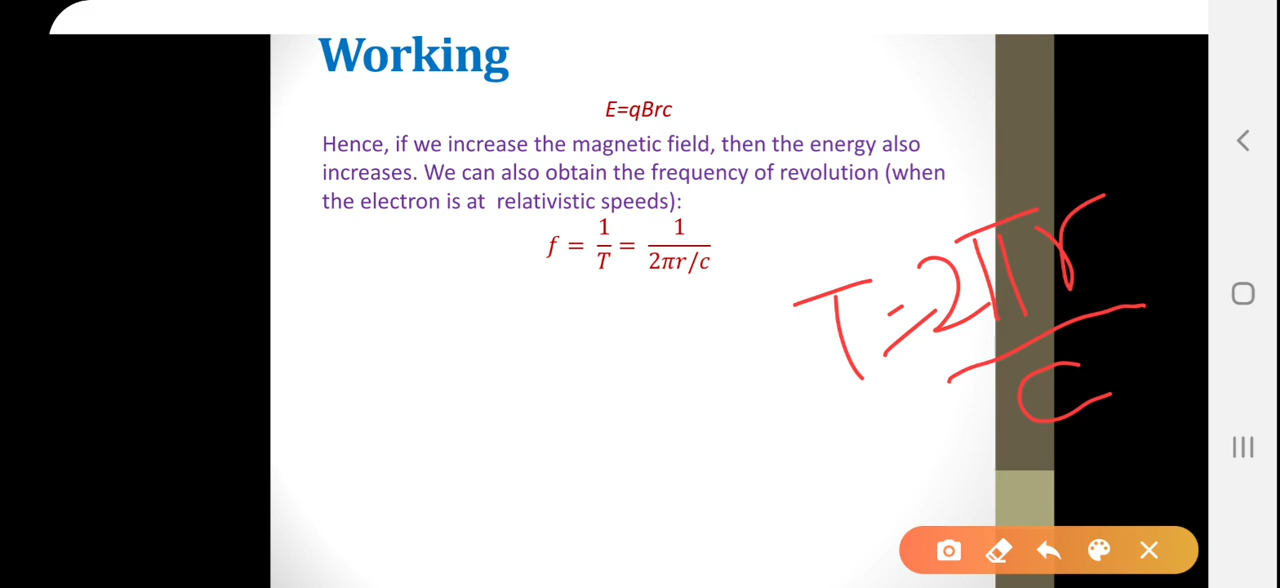 Working
E=qBrc
Hence, if we increase the magnetic field, then the energy also
increases. We can also obtain the frequency of revolution (when
the electron is at relativistic speeds):
f = 1/T = 1/(2πr/c)
T = 2πr/c